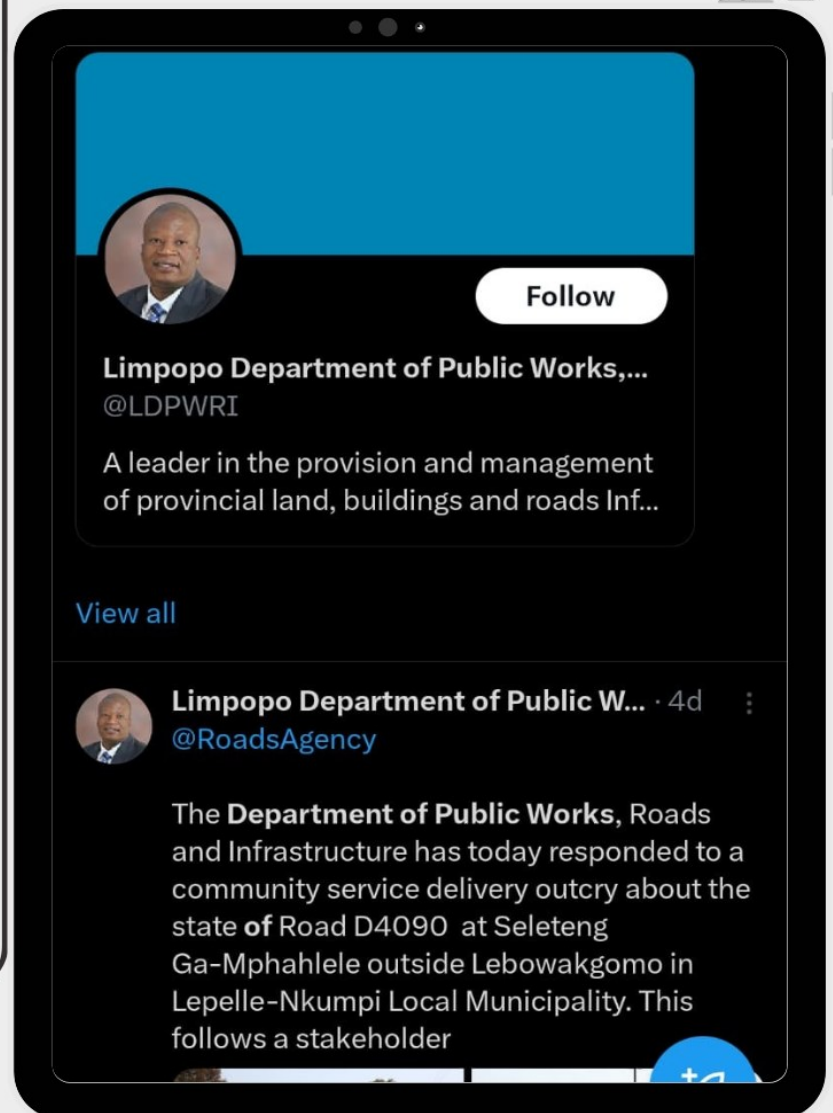 Follow
Limpopo Department of Public Works,...
@LDPWRI
A leader in the provision and management
of provincial land, buildings and roads Inf...
View all
Limpopo Department of Public W... · 4d
@RoadsAgency
The Department of Public Works, Roads
and Infrastructure has today responded to a
community service delivery outcry about the
state of Road D4090 at Seleteng
Ga-Mphahlele outside Lebowakgomo in
Lepelle-Nkumpi Local Municipality. This
follows a stakeholder